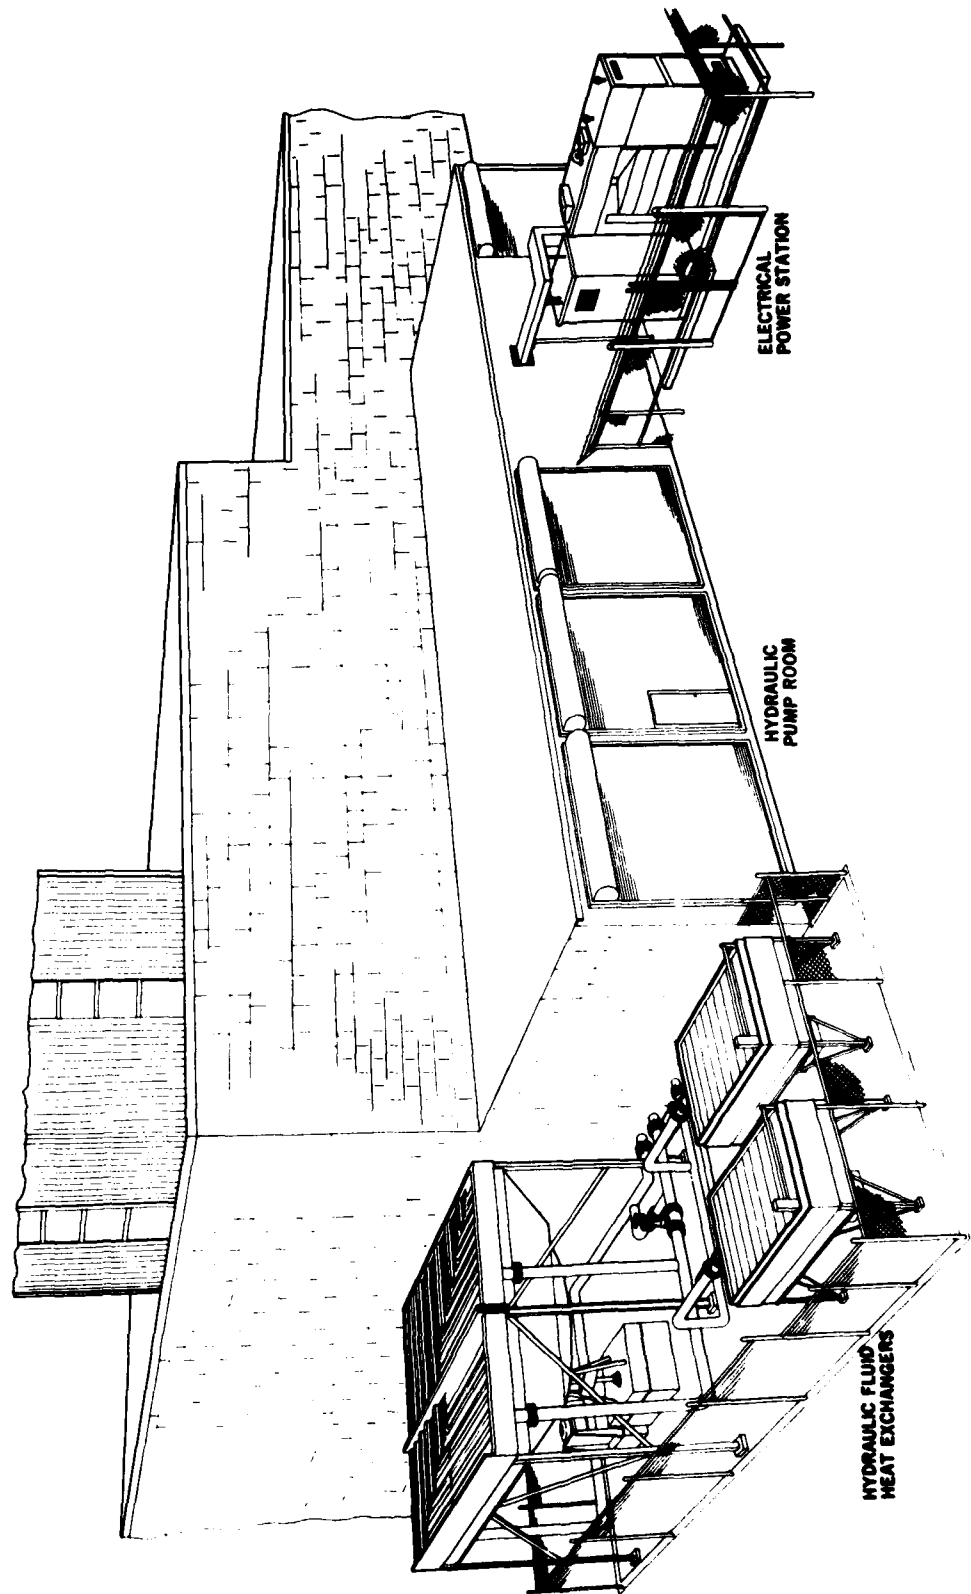 HYDRAULIC FLUID
HEAT EXCHANGERS
HYDRAULIC
PUMP ROOM
ELECTRICAL
POWER STATION